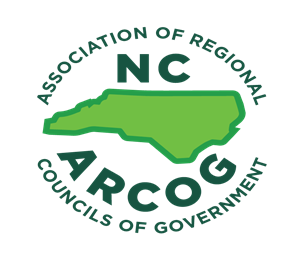 ASSOCIATION OF REGIONAL
NC
ARCOG
COUNCILS OF GOVERNMENT